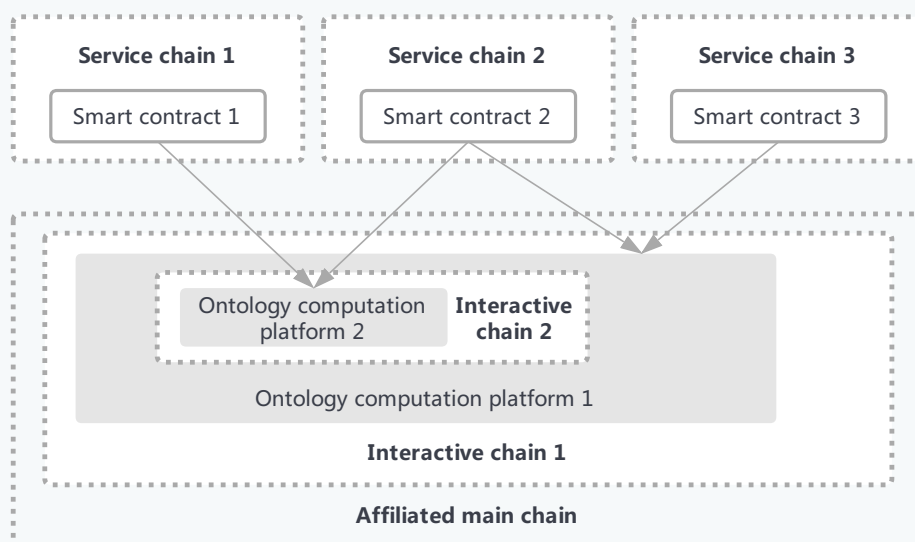 Service chain 1
Service chain 2
Service chain 3
Smart contract 1
Smart contract 2
Smart contract 3
Ontology computation
platform 2
Interactive
chain 2
Ontology computation platform 1
Interactive chain 1
Affiliated main chain